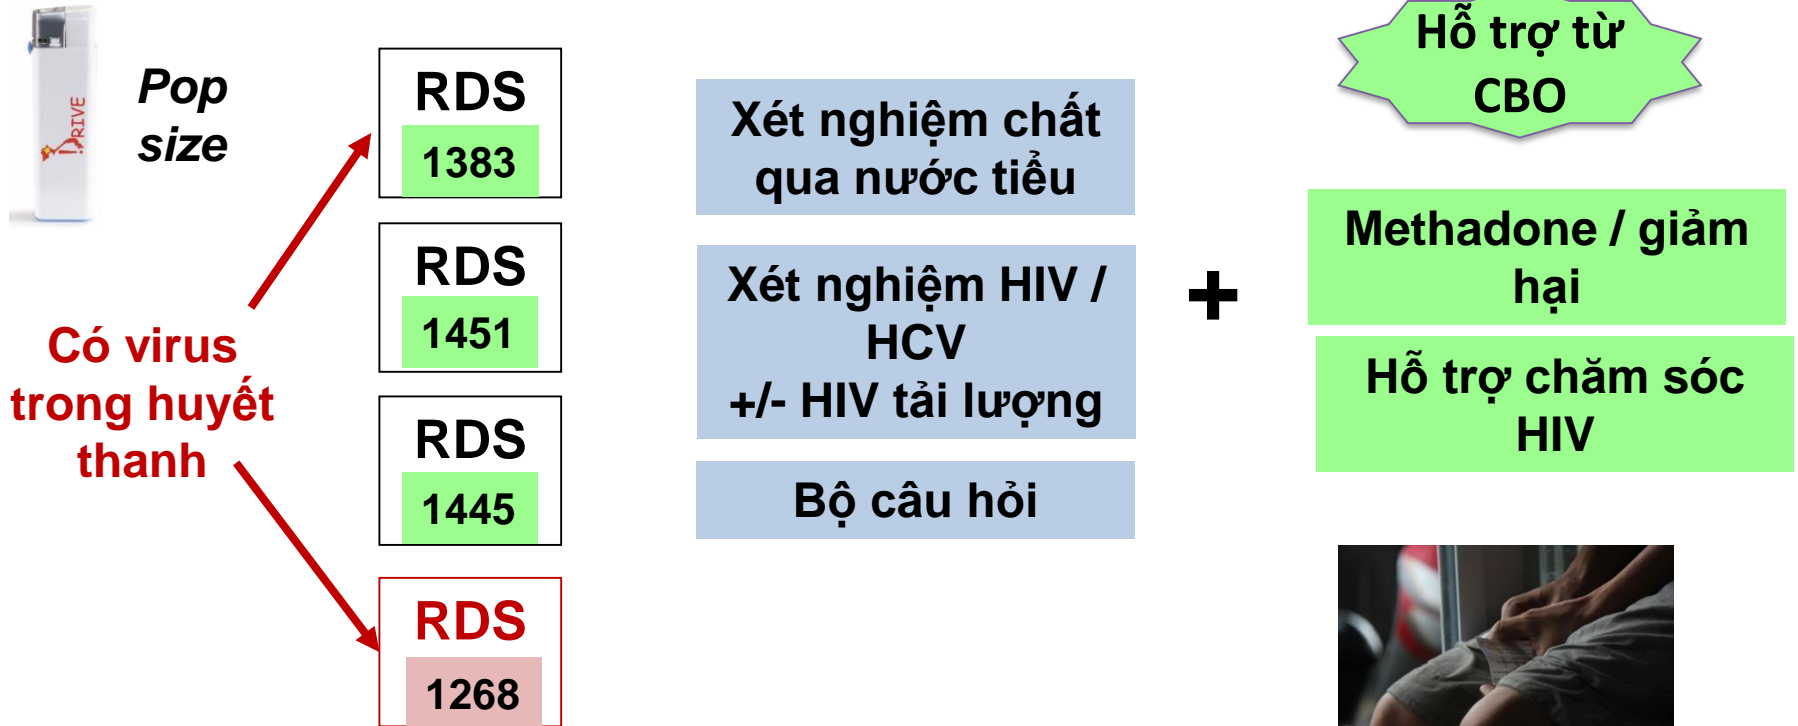 DRIVE
Pop
size
RDS
1383
RDS
1451
RDS
1445
RDS
1268
Có virus
trong huyết
thanh
Xét nghiệm chất
qua nước tiểu
Xét nghiệm HIV /
HCV
+/- HIV tải lượng
Bộ câu hỏi
+
Hỗ trợ từ
CBO
Methadone / giảm
hại
Hỗ trợ chăm sóc
HIV